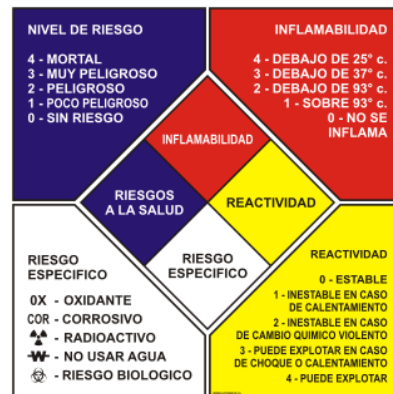 NIVEL DE RIESGO
4 - MORTAL
3 - MUY PELIGROSO
2 - PELIGROSO
1 - POCO PELIGROSO
0 - SIN RIESGO
INFLAMABILIDAD
4 - DEBAJO DE 25° c.
3 - DEBAJO DE 37° c.
2 - DEBAJO DE 93° c.
1 - SOBRE 93° c.
0 - NO SE
INFLAMA
INFLAMABILIDAD
RIESGOS
A LA SALUD
REACTIVIDAD
RIESGO
ESPECIFICO
RIESGO
ESPECIFICO
0X - OXIDANTE
COR - CORROSIVO
- RADIOACTIVO
W - NO USAR AGUA
- RIESGO BIOLOGICO
REACTIVIDAD
0 - ESTABLE
1 - INESTABLE EN CASO
DE CALENTAMIENTO
2 - INESTABLE EN CASO
DE CAMBIO QUIMICO VIOLENTO
3 - PUEDE EXPLOTAR EN CASO
DE CHOQUE O CALENTAMIENTO
4 - PUEDE EXPLOTAR